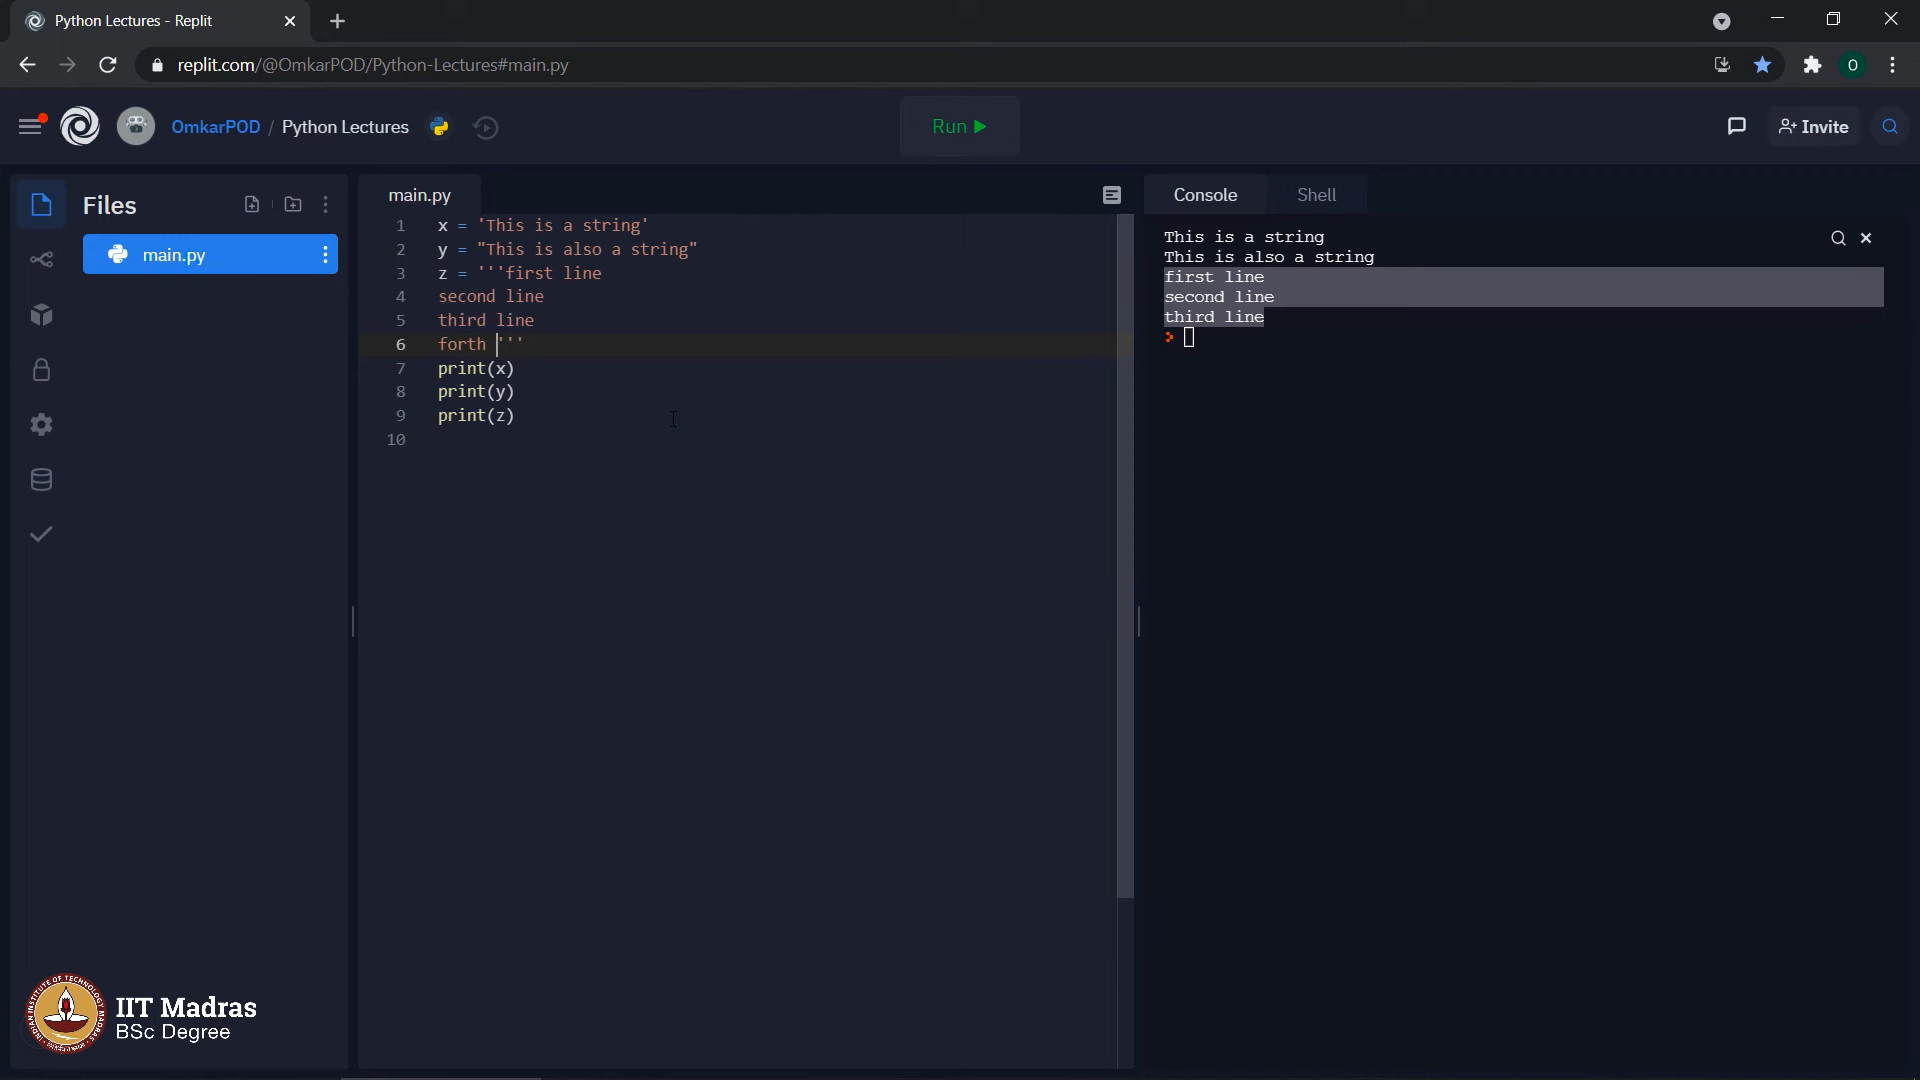 Python Lectures - Replit
replit.com/@OmkarPOD/Python-Lectures#main.py
O
OmkarPOD / Python Lectures
Run
Invite
Files
main.py
main.py
1 x = 'This is a string'
2 y = "This is also a string"
3 z = '''first line
4 second line
5 third line
6 forth '''
7 print(x)
8 print(y)
9 print(z)
10
Console
Shell
This is a string
This is also a string
first line
second line
third line
IIT Madras
BSc Degree